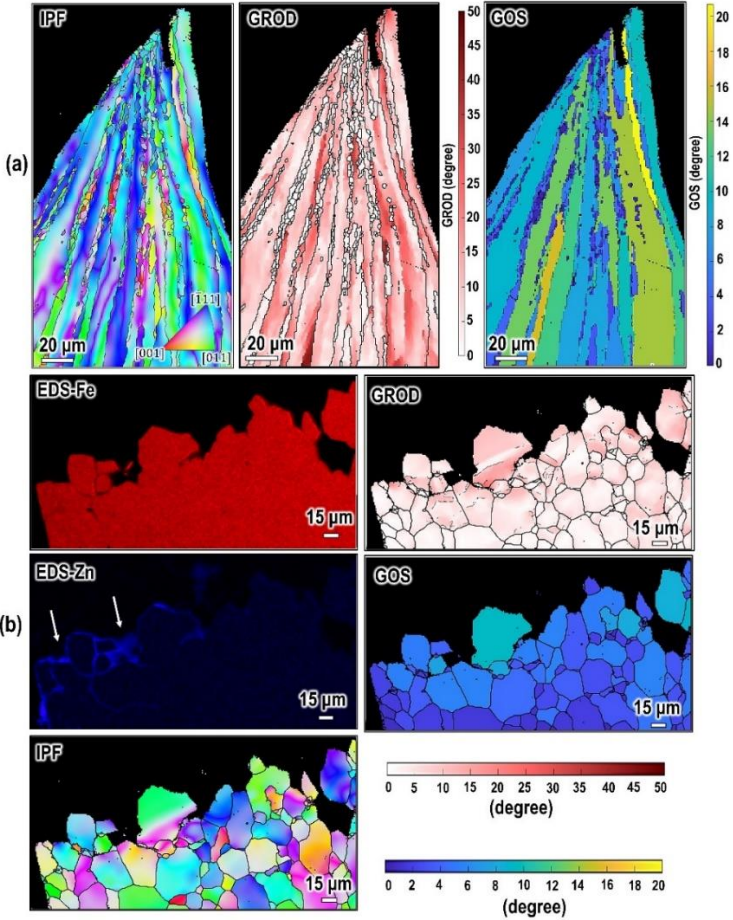 (a)
IPF
[1̄11]
[001]
[011]
20 μm
GROD
20 μm
50
45
40
35
30
25
20
15
10
5
0
GROD (degree)
GOS
20 μm
20
18
16
14
12
10
8
6
4
2
0
GOS (degree)
(b)
EDS-Fe
15 μm
GROD
15 μm
EDS-Zn
15 μm
GOS
15 μm
IPF
15 μm
0 5 10 15 20 25 30 35 40 45 50
(degree)
0 2 4 6 8 10 12 14 16 18 20
(degree)